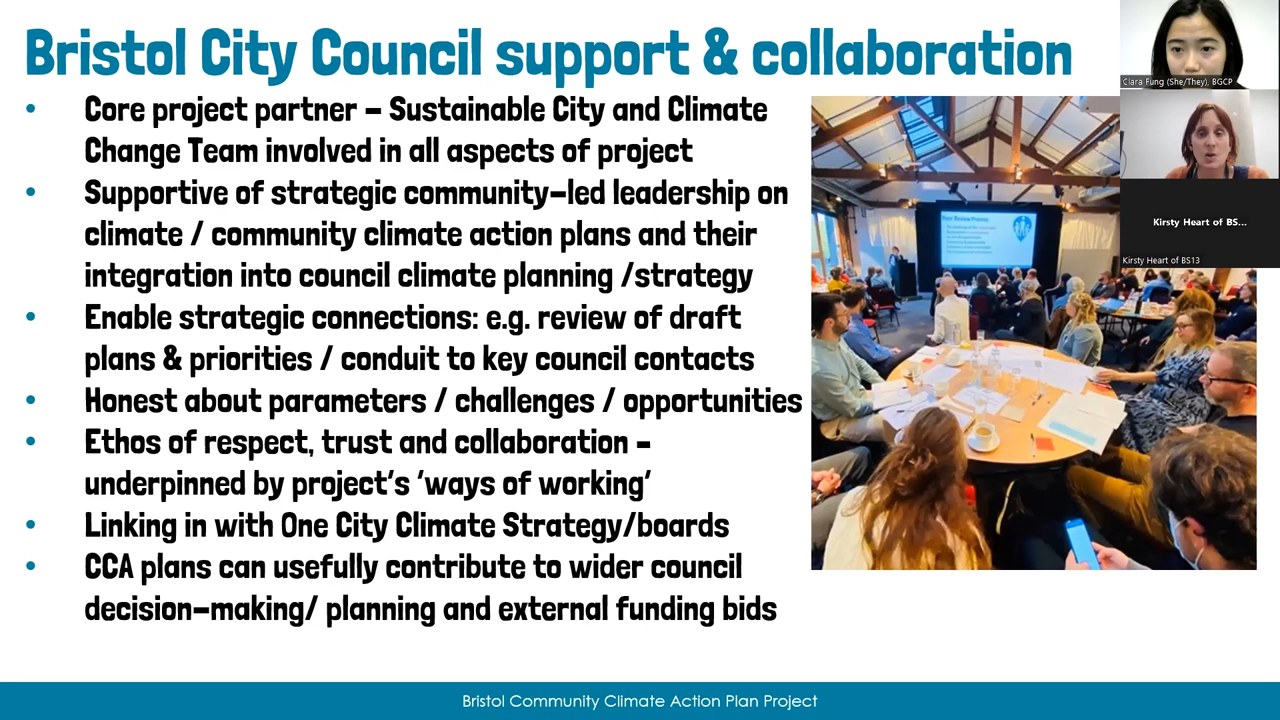 Bristol City Council support & collaboration
• Core project partner – Sustainable City and Climate
Change Team involved in all aspects of project
• Supportive of strategic community-led leadership on
climate / community climate action plans and their
integration into council climate planning /strategy
• Enable strategic connections: e.g. review of draft
plans & priorities / conduit to key council contacts
• Honest about parameters / challenges / opportunities
• Ethos of respect, trust and collaboration –
underpinned by project's 'ways of working'
• Linking in with One City Climate Strategy/boards
• CCA plans can usefully contribute to wider council
decision-making/ planning and external funding bids
Clara Fung (She/They), BGCP
Kirsty Heart of BS...
Kirsty Heart of BS13
Bristol Community Climate Action Plan Project